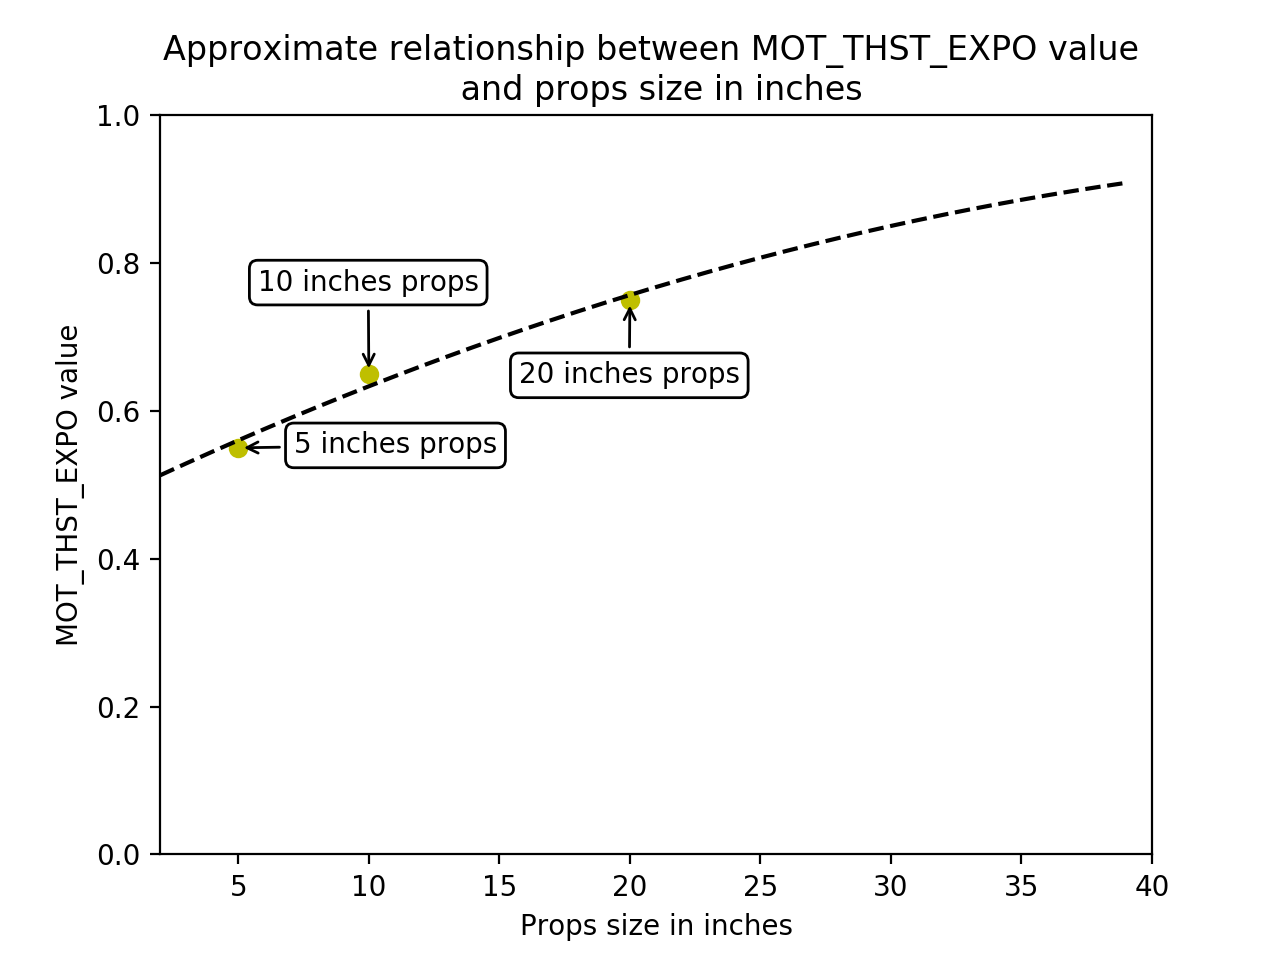 Approximate relationship between MOT_THST_EXPO value
and props size in inches
1.0
0.8
0.6
0.4
0.2
0.0
MOT_THST_EXPO value
10 inches props
20 inches props
5 inches props
5 10 15 20 25 30 35 40
Props size in inches